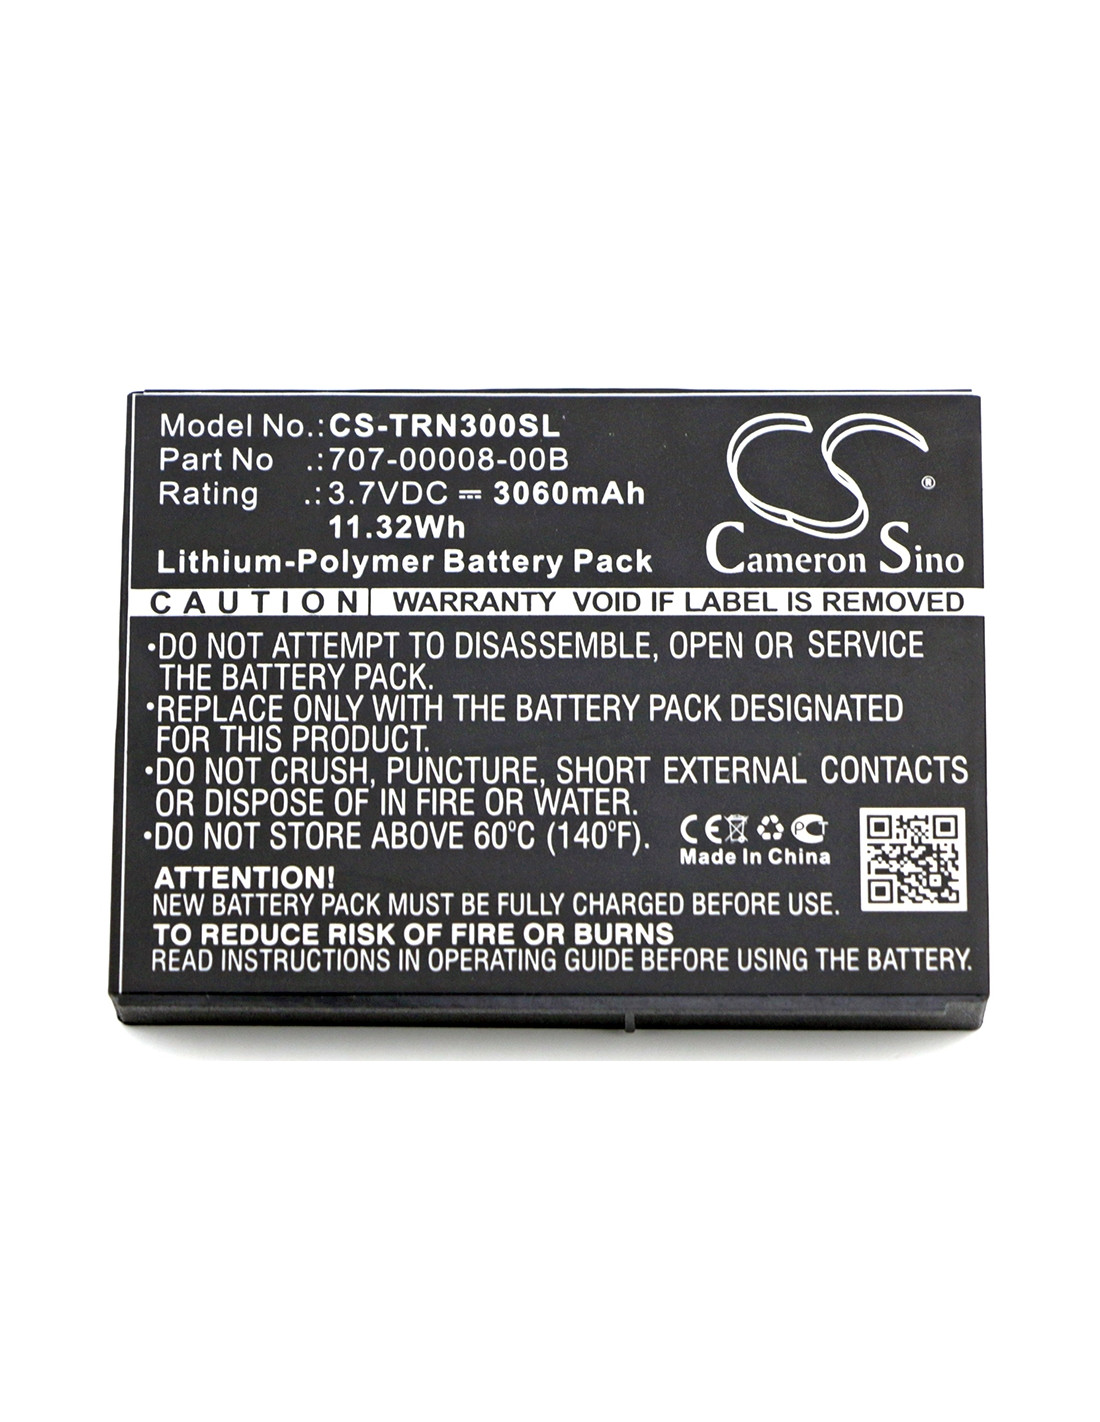 Model No.:CS-TRN300SL
Part No .:707-00008-00B
Rating .:3.7VDC ⎓ 3060mAh
11.32Wh
Lithium-Polymer Battery Pack
CS®
Cameron Sino
CAUTION WARRANTY VOID IF LABEL IS REMOVED
•DO NOT ATTEMPT TO DISASSEMBLE, OPEN OR SERVICE
THE BATTERY PACK.
•REPLACE ONLY WITH THE BATTERY PACK DESIGNATED
FOR THIS PRODUCT.
•DO NOT CRUSH, PUNCTURE, SHORT EXTERNAL CONTACTS
OR DISPOSE OF IN FIRE OR WATER.
•DO NOT STORE ABOVE 60ºC (140ºF).
CE PCT
Made In China
ATTENTION!
NEW BATTERY PACK MUST BE FULLY CHARGED BEFORE USE.
TO REDUCE RISK OF FIRE OR BURNS
READ INSTRUCTIONS IN OPERATING GUIDE BEFORE USING THE BATTERY.